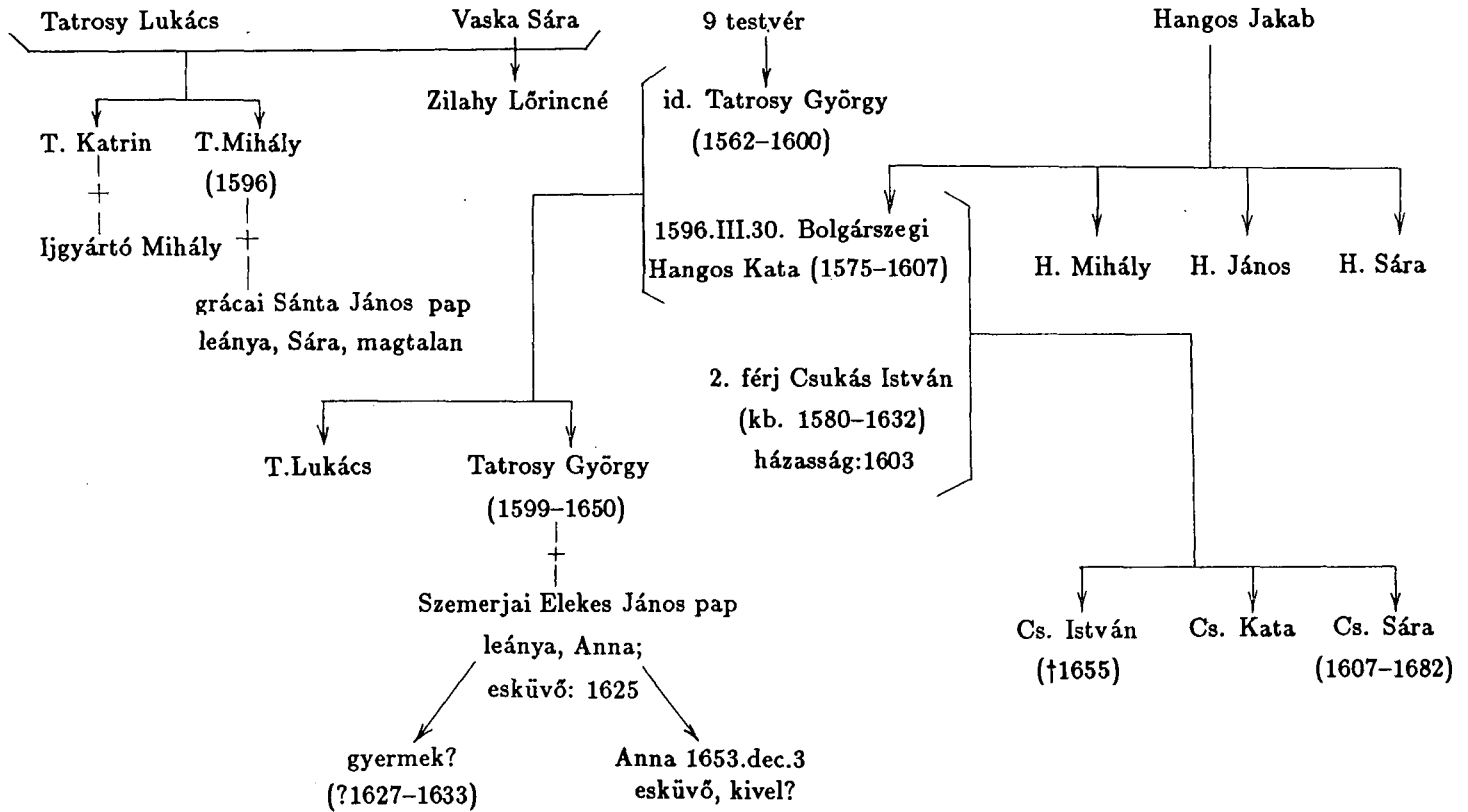 Tatrosy Lukács
Vaska Sára
9 testvér
Hangos Jakab
Zilahy Lőrincné
id. Tatrosy György
(1562–1600)
T. Katrin
T.Mihály
(1596)
Ijgyártó Mihály
1596.III.30. Bolgárszegi
Hangos Kata (1575–1607)
H. Mihály
H. János
H. Sára
grácai Sánta János pap
leánya, Sára, magtalan
2. férj Csukás István
(kb. 1580–1632)
házasság:1603
T.Lukács
Tatrosy György
(1599–1650)
Szemerjai Elekes János pap
leánya, Anna;
esküvő: 1625
Cs. István
(†1655)
Cs. Kata
Cs. Sára
(1607–1682)
gyermek?
(?1627–1633)
Anna 1653.dec.3
esküvő, kivel?